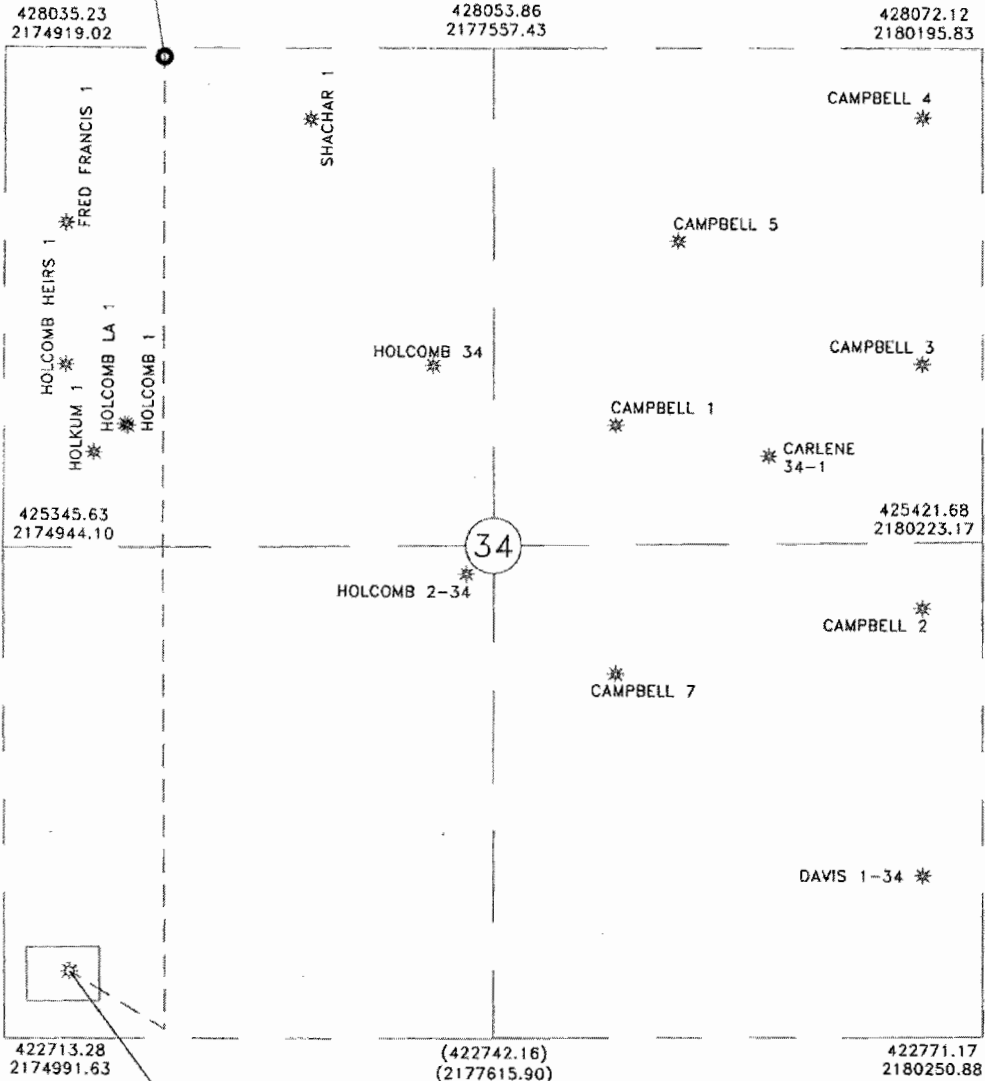 428035.23
2174919.02
428053.86
2177557.43
428072.12
2180195.83
FRED FRANCIS 1
SHACHAR 1
CAMPBELL 4
CAMPBELL 5
HOLCOMB HEIRS 1
HOLKUM 1
HOLCOMB LA 1
HOLCOMB 1
HOLCOMB 34
CAMPBELL 3
CAMPBELL 1
CARLENE
34-1
425345.63
2174944.10
425421.68
2180223.17
34
HOLCOMB 2-34
CAMPBELL 2
CAMPBELL 7
DAVIS 1-34
422713.28
2174991.63
(422742.16)
(2177615.90)
422771.17
2180250.88